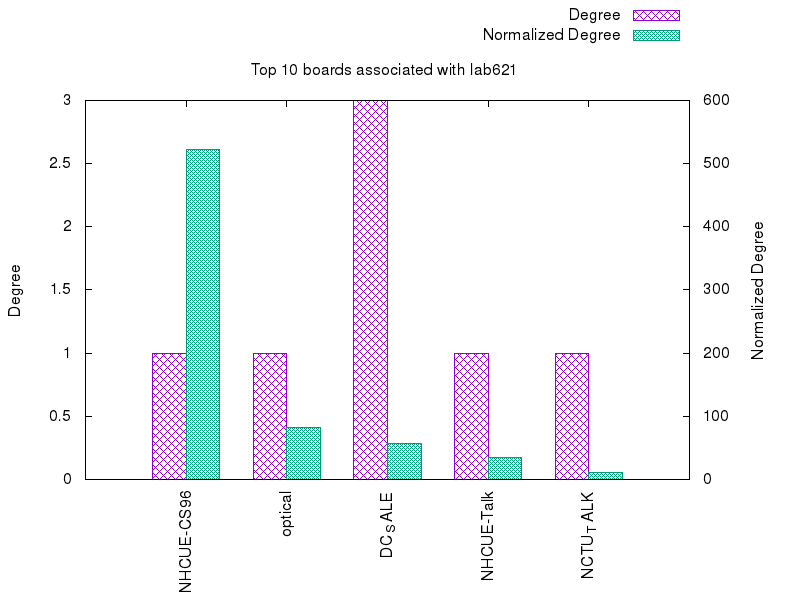 Degree
Normalized Degree
Top 10 boards associated with lab621
3
2.5
2
1.5
1
0.5
0
600
500
400
300
200
100
0
Degree
Normalized Degree
NHCUE-CS96
optical
DCSALE
NHCUE-Talk
NCTUTALK